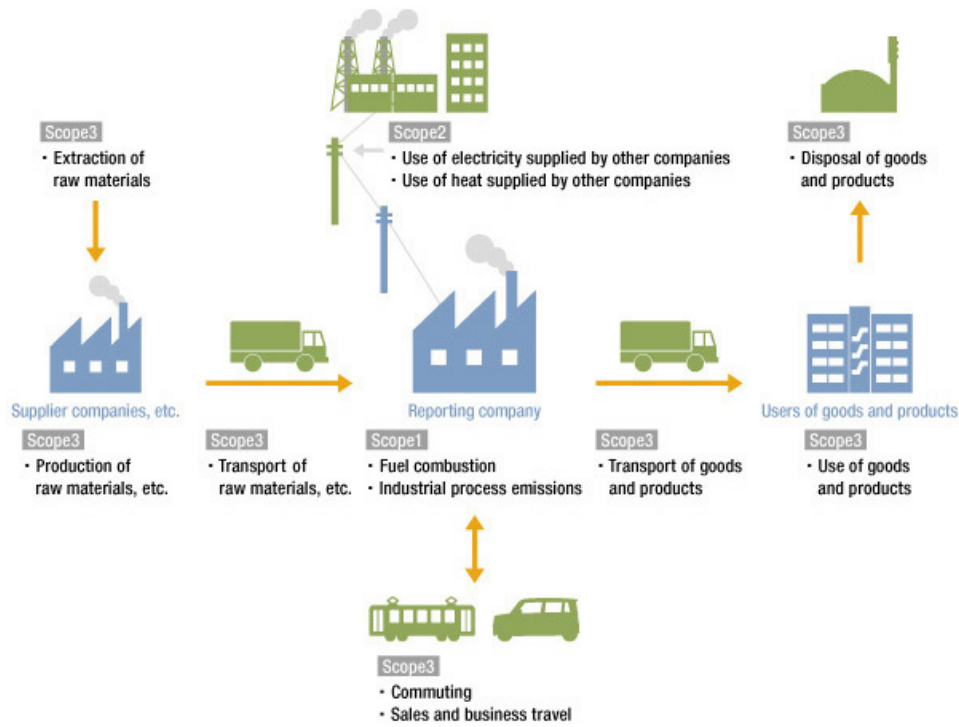 Scope3
・Extraction of
raw materials
Scope2
・Use of electricity supplied by other companies
・Use of heat supplied by other companies
Scope3
・Disposal of goods
and products
Supplier companies, etc.
Scope3
・Production of
raw materials, etc.
Scope3
・Transport of
raw materials, etc.
Reporting company
Scope1
・Fuel combustion
・Industrial process emissions
Scope3
・Transport of goods
and products
Users of goods and products
Scope3
・Use of goods
and products
Scope3
・Commuting
・Sales and business travel